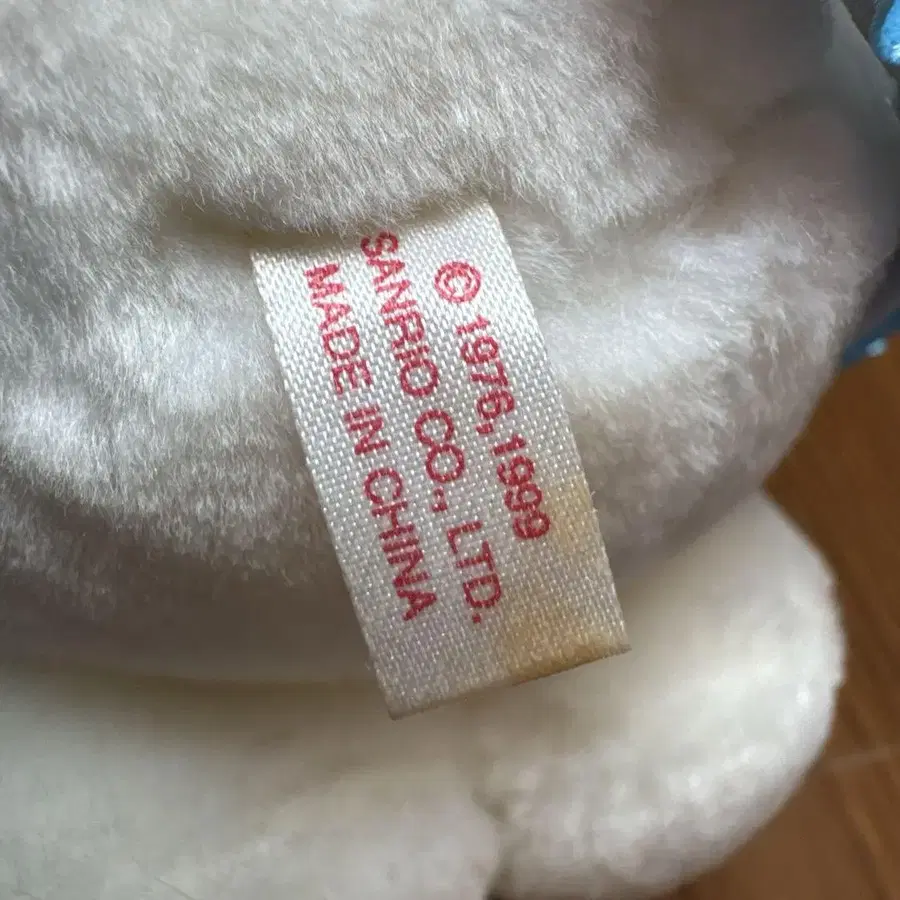 © 1976, 1999
SANRIO CO., LTD.
MADE IN CHINA